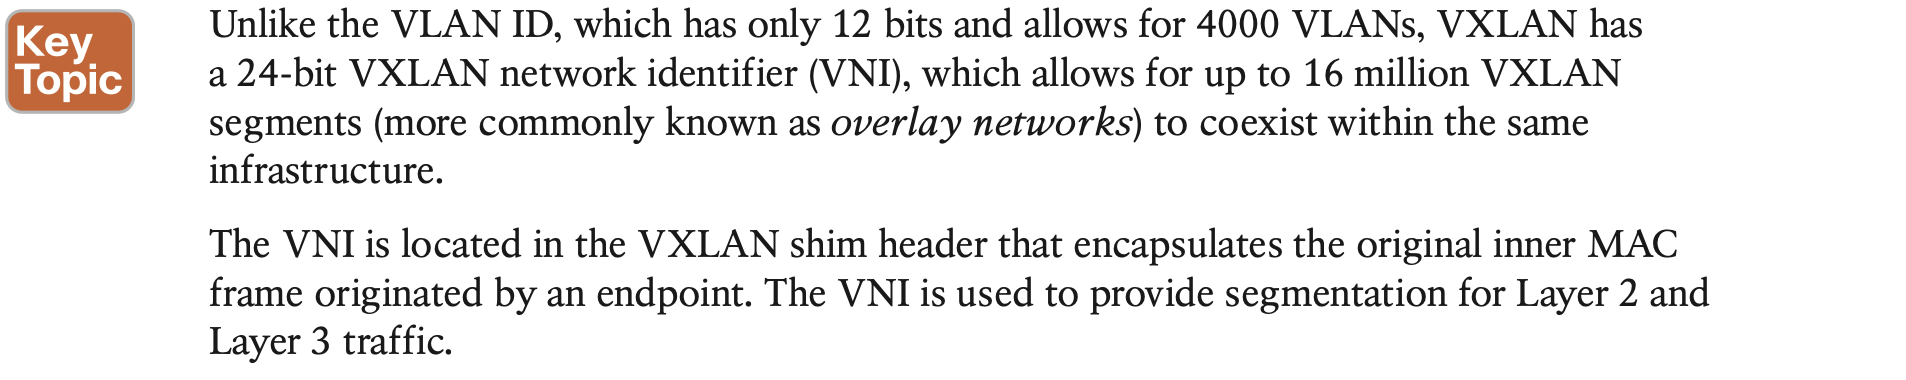 Key
Topic
Unlike the VLAN ID, which has only 12 bits and allows for 4000 VLANs, VXLAN has
a 24-bit VXLAN network identifier (VNI), which allows for up to 16 million VXLAN
segments (more commonly known as overlay networks) to coexist within the same
infrastructure.
The VNI is located in the VXLAN shim header that encapsulates the original inner MAC
frame originated by an endpoint. The VNI is used to provide segmentation for Layer 2 and
Layer 3 traffic.